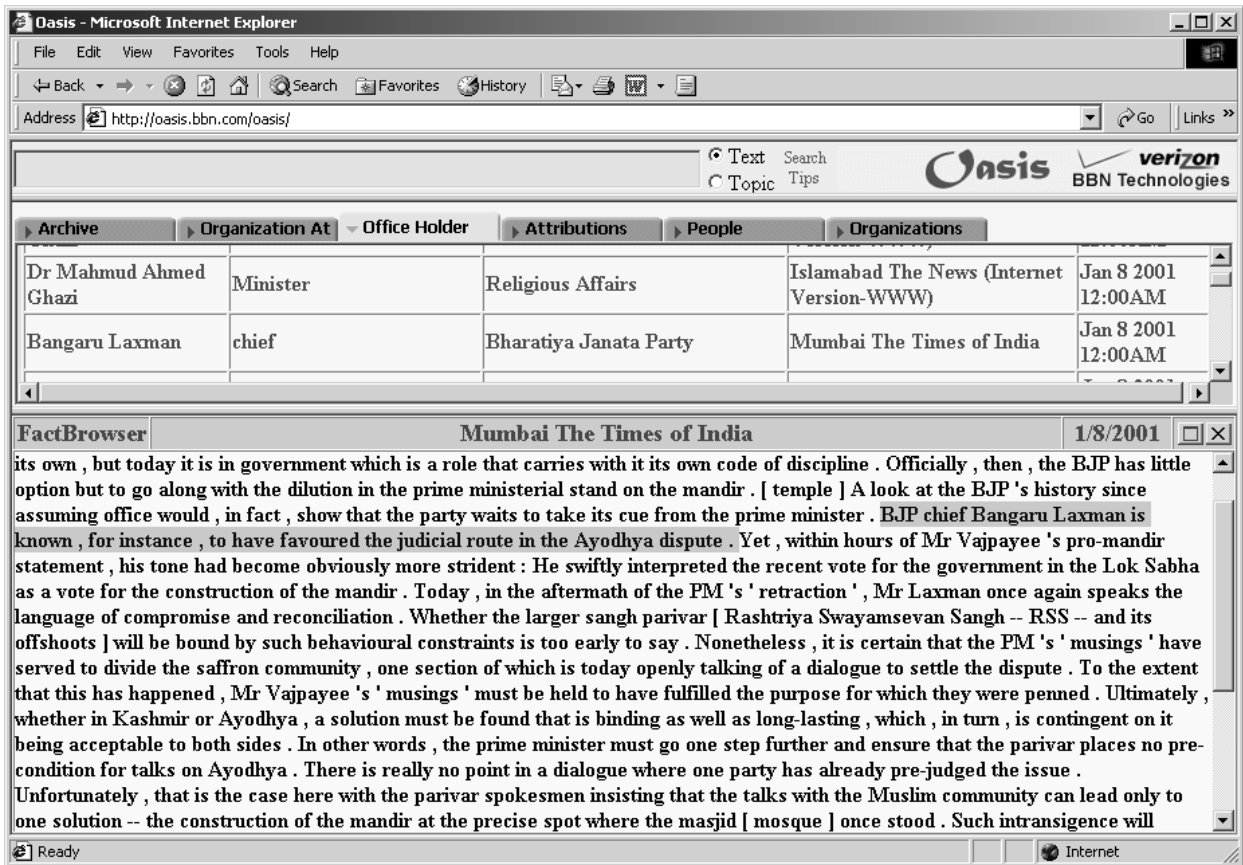 Oasis - Microsoft Internet Explorer
File Edit View Favorites Tools Help
Back Search Favorites History
Address http://oasis.bbn.com/oasis/ Go Links »
Text Search
Topic Tips
Oasis verizon
BBN Technologies
Archive Organization At Office Holder Attributions People Organizations
Dr Mahmud Ahmed Ghazi Minister Religious Affairs Islamabad The News (Internet Version-WWW) Jan 8 2001 12:00AM
Bangaru Laxman chief Bharatiya Janata Party Mumbai The Times of India Jan 8 2001 12:00AM
FactBrowser Mumbai The Times of India 1/8/2001
its own , but today it is in government which is a role that carries with it its own code of discipline . Officially , then , the BJP has little
option but to go along with the dilution in the prime ministerial stand on the mandir . [ temple ] A look at the BJP 's history since
assuming office would , in fact , show that the party waits to take its cue from the prime minister . BJP chief Bangaru Laxman is
known , for instance , to have favoured the judicial route in the Ayodhya dispute . Yet , within hours of Mr Vajpayee 's pro-mandir
statement , his tone had become obviously more strident : He swiftly interpreted the recent vote for the government in the Lok Sabha
as a vote for the construction of the mandir . Today , in the aftermath of the PM 's ' retraction ' , Mr Laxman once again speaks the
language of compromise and reconciliation . Whether the larger sangh parivar [ Rashtriya Swayamsevan Sangh -- RSS -- and its
offshoots ] will be bound by such behavioural constraints is too early to say . Nonetheless , it is certain that the PM 's ' musings ' have
served to divide the saffron community , one section of which is today openly talking of a dialogue to settle the dispute . To the extent
that this has happened , Mr Vajpayee 's ' musings ' must be held to have fulfilled the purpose for which they were penned . Ultimately ,
whether in Kashmir or Ayodhya , a solution must be found that is binding as well as long-lasting , which , in turn , is contingent on it
being acceptable to both sides . In other words , the prime minister must go one step further and ensure that the parivar places no pre-
condition for talks on Ayodhya . There is really no point in a dialogue where one party has already pre-judged the issue .
Unfortunately , that is the case here with the parivar spokesmen insisting that the talks with the Muslim community can lead only to
one solution -- the construction of the mandir at the precise spot where the masjid [ mosque ] once stood . Such intransigence will
Ready Internet